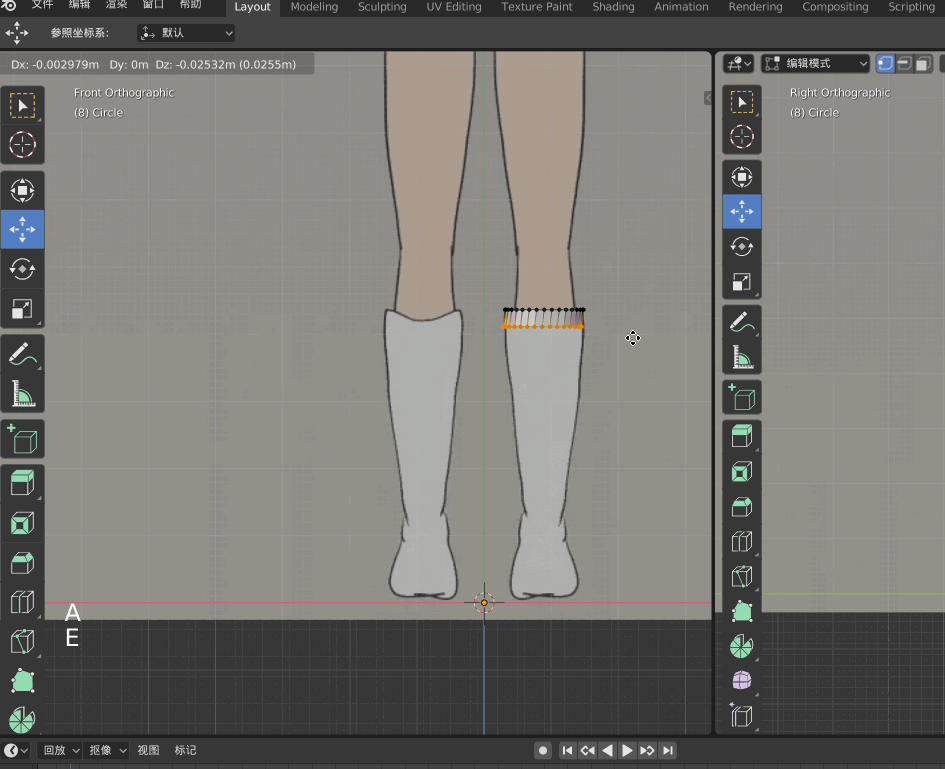 文件 编辑 渲染 窗口 帮助 Layout Modeling Sculpting UV Editing Texture Paint Shading Animation Rendering Compositing Scripting
参照坐标系: 默认
Dx: -0.002979m Dy: 0m Dz: -0.02532m (0.0255m)
编辑模式
Front Orthographic
(8) Circle
Right Orthographic
(8) Circle
A
E
回放 抠像 视图 标记